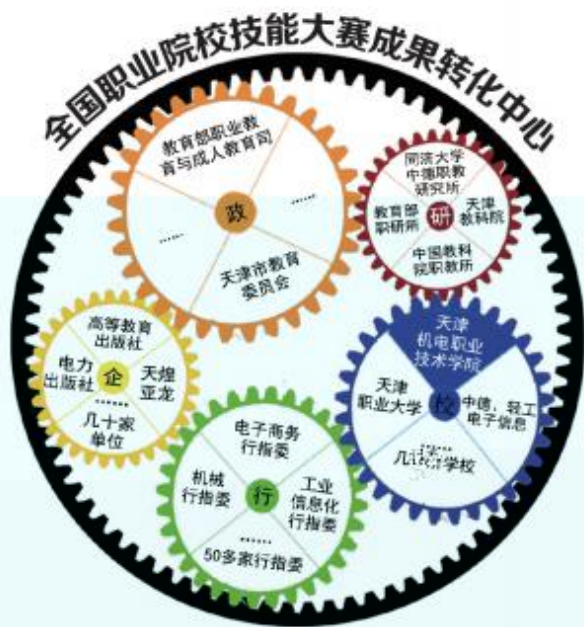 全国职业院校技能大赛成果转化中心
教育部职业教
育与成人教育司
……
政
……
天津市教育
委员会
同济大学
中德职教
研究所
教育部
职研所
研
天津
教科院
中国教科
院职教所
高等教育
出版社
电力
出版社
企
天煌
亚龙
……
几十家
单位
天津
机电职业
技术学院
天津
职业大学
校
中德、轻工
电子信息
……
学校
电子商务
行指委
机械
行指委
行
工业
信息化
行指委
……
50多家行指委